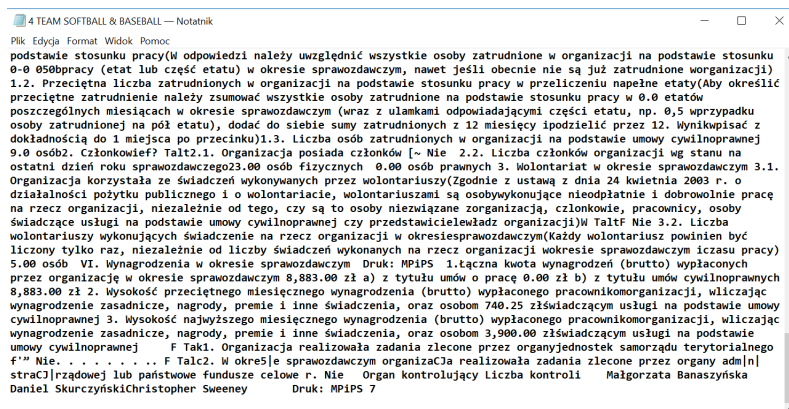 4 TEAM SOFTBALL & BASEBALL — Notatnik
Plik Edycja Format Widok Pomoc
podstawie stosunku pracy(W odpowiedzi należy uwzględnić wszystkie osoby zatrudnione w organizacji na podstawie stosunku
0-0 050bpracy (etat lub część etatu) w okresie sprawozdawczym, nawet jeśli obecnie nie są już zatrudnione worganizacji)
1.2. Przeciętna liczba zatrudnionych w organizacji na podstawie stosunku pracy w przeliczeniu napełne etaty(Aby określić
przeciętne zatrudnienie należy zsumować wszystkie osoby zatrudnione na podstawie stosunku pracy w 0.0 etatów
poszczególnych miesiącach w okresie sprawozdawczym (wraz z ulamkami odpowiadającymi części etatu, np. 0,5 wprzypadku
osoby zatrudnionej na pół etatu), dodać do siebie sumy zatrudnionych z 12 miesięcy ipodzielić przez 12. Wynikwpisać z
dokładnością do 1 miejsca po przecinku)1.3. Liczba osób zatrudnionych w organizacji na podstawie umowy cywilnoprawnej
9.0 osób2. Członkowief? Talt2.1. Organizacja posiada członków [~ Nie  2.2. Liczba członków organizacji wg stanu na
ostatni dzień roku sprawozdawczego23.00 osób fizycznych  0.00 osób prawnych 3. Wolontariat w okresie sprawozdawczym 3.1.
Organizacja korzystała ze świadczeń wykonywanych przez wolontariuszy(Zgodnie z ustawą z dnia 24 kwietnia 2003 r. o
działalności pożytku publicznego i o wolontariacie, wolontariuszami są osobywykonujące nieodpłatnie i dobrowolnie pracę
na rzecz organizacji, niezależnie od tego, czy są to osoby niezwiązane zorganizacją, czlonkowie, pracownicy, osoby
świadczące usługi na podstawie umowy cywilnoprawnej czy przedstawicielewładz organizacji)W TaltF Nie 3.2. Liczba
wolontariuszy wykonujących świadczenie na rzecz organizacji w okresiesprawozdawczym(Każdy wolontariusz powinien być
liczony tylko raz, niezależnie od liczby świadczeń wykonanych na rzecz organizacji wokresie sprawozdawczym iczasu pracy)
5.00 osób  VI. Wynagrodzenia w okresie sprawozdawczym  Druk: MPiPS  1.Łączna kwota wynagrodzeń (brutto) wypłaconych
przez organizację w okresie sprawozdawczym 8,883.00 zł a) z tytułu umów o pracę 0.00 zł b) z tytułu umów cywilnoprawnych
8,883.00 zł 2. Wysokość przeciętnego miesięcznego wynagrodzenia (brutto) wypłaconego pracownikomorganizacji, wliczając
wynagrodzenie zasadnicze, nagrody, premie i inne świadczenia, oraz osobom 740.25 złświadczącym usługi na podstawie umowy
cywilnoprawnej 3. Wysokość najwyższego miesięcznego wynagrodzenia (brutto) wypłaconego pracownikomorganizacji, wliczając
wynagrodzenie zasadnicze, nagrody, premie i inne świadczenia, oraz osobom 3,900.00 złświadczącym usługi na podstawie
umowy cywilnoprawnej     F Tak1. Organizacja realizowała zadania zlecone przez organyjednostek samorządu terytorialnego
f'” Nie. . . . . . . .. F Talc2. W okre5|e sprawozdawczym organizaCJa realizowała zadania zlecone przez organy adm|n|
straCJ|rządowej lub państwowe fundusze celowe r. Nie   Organ kontrolujący Liczba kontroli    Małgorzata Banaszyńska
Daniel SkurczyńskiChristopher Sweeney      Druk: MPiPS 7